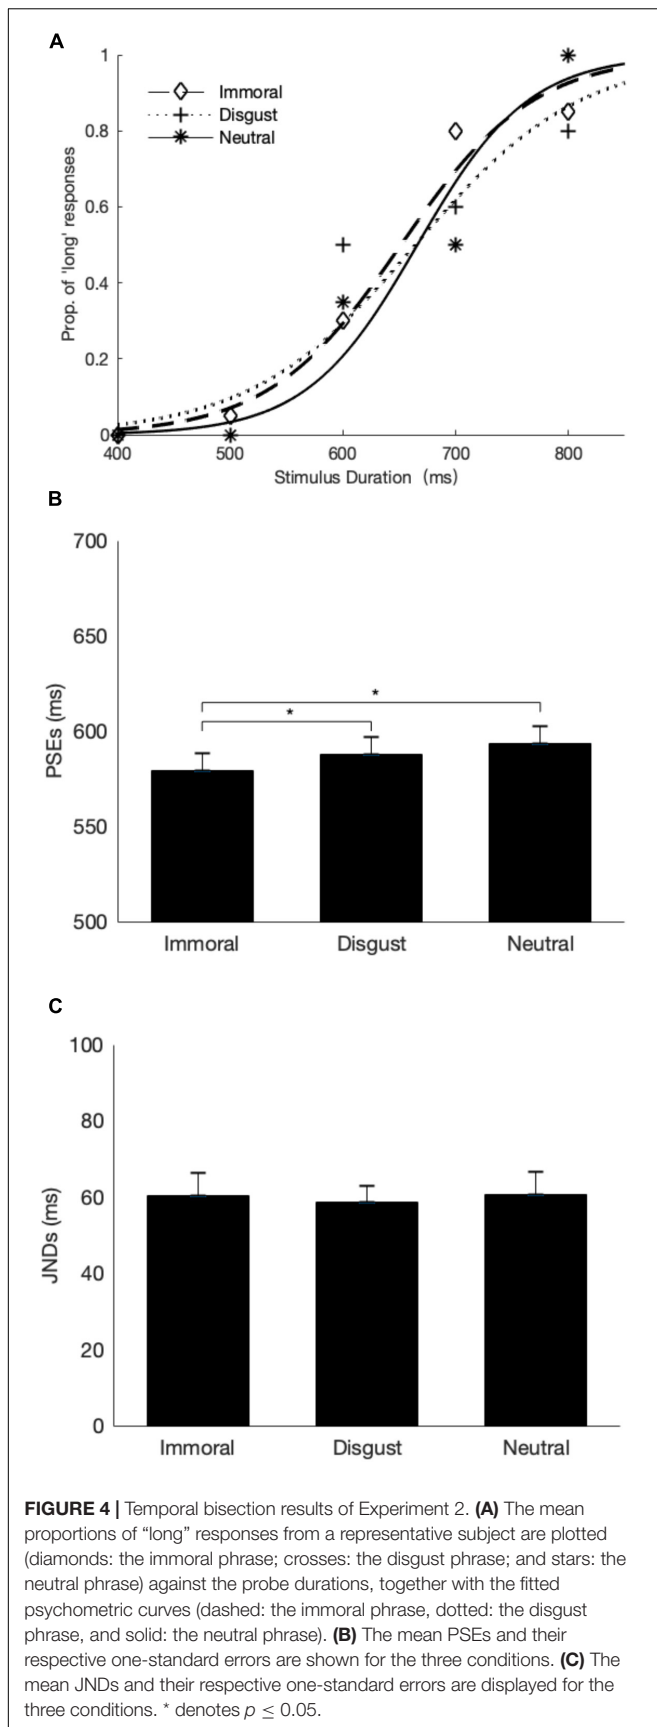 A
1
0.8
0.6
0.4
0.2
0
Prop. of 'long' responses
Immoral
Disgust
Neutral
400 500 600 700 800
Stimulus Duration (ms)
B
700
650
600
550
500
PSEs (ms)
*
*
Immoral Disgust Neutral
C
100
80
60
40
20
0
JNDs (ms)
Immoral Disgust Neutral
FIGURE 4 | Temporal bisection results of Experiment 2. (A) The mean
proportions of “long” responses from a representative subject are plotted
(diamonds: the immoral phrase; crosses: the disgust phrase; and stars: the
neutral phrase) against the probe durations, together with the fitted
psychometric curves (dashed: the immoral phrase, dotted: the disgust
phrase, and solid: the neutral phrase). (B) The mean PSEs and their
respective one-standard errors are shown for the three conditions. (C) The
mean JNDs and their respective one-standard errors are displayed for the
three conditions. * denotes p ≤ 0.05.